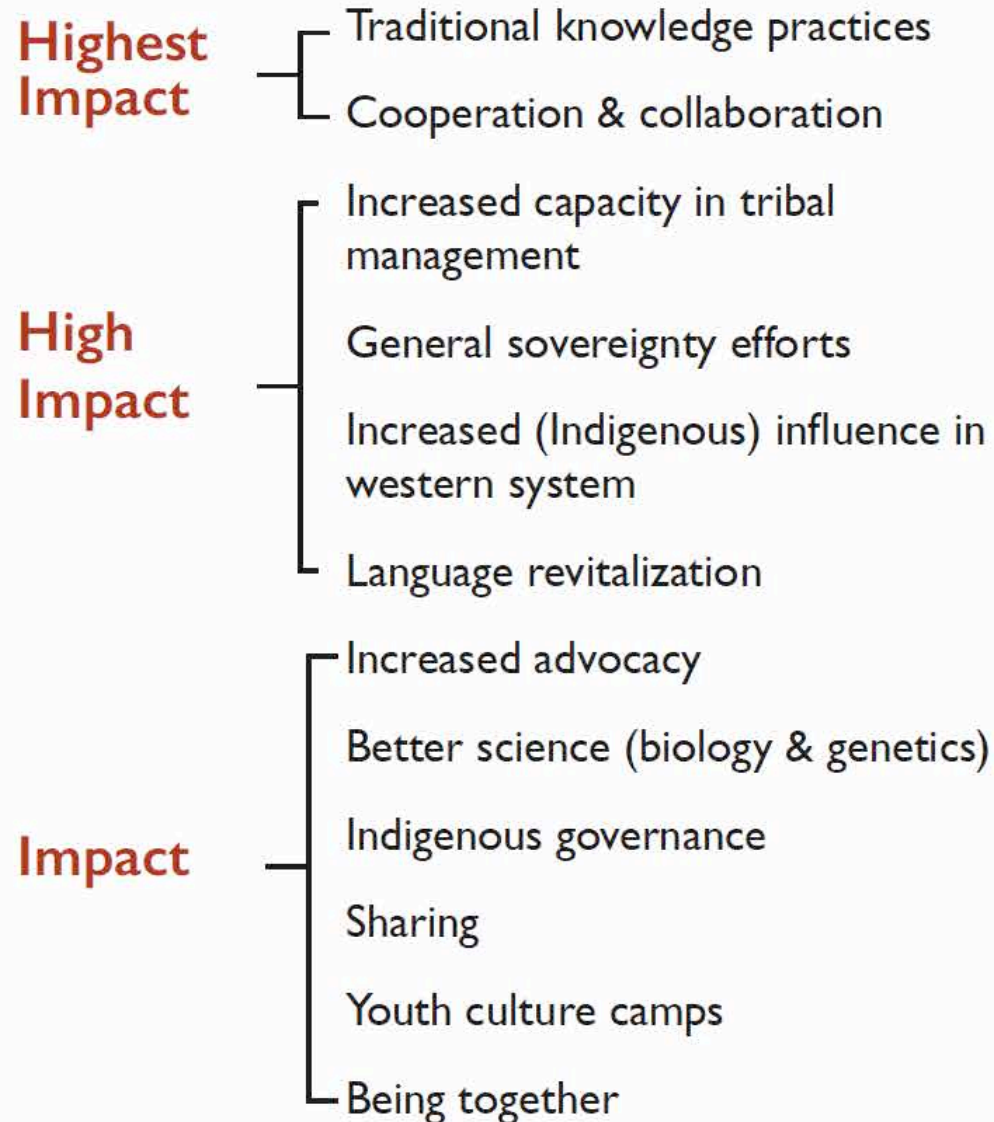 Highest
Impact
Traditional knowledge practices
Cooperation & collaboration
High
Impact
Increased capacity in tribal
management
General sovereignty efforts
Increased (Indigenous) influence in
western system
Language revitalization
Impact
Increased advocacy
Better science (biology & genetics)
Indigenous governance
Sharing
Youth culture camps
Being together